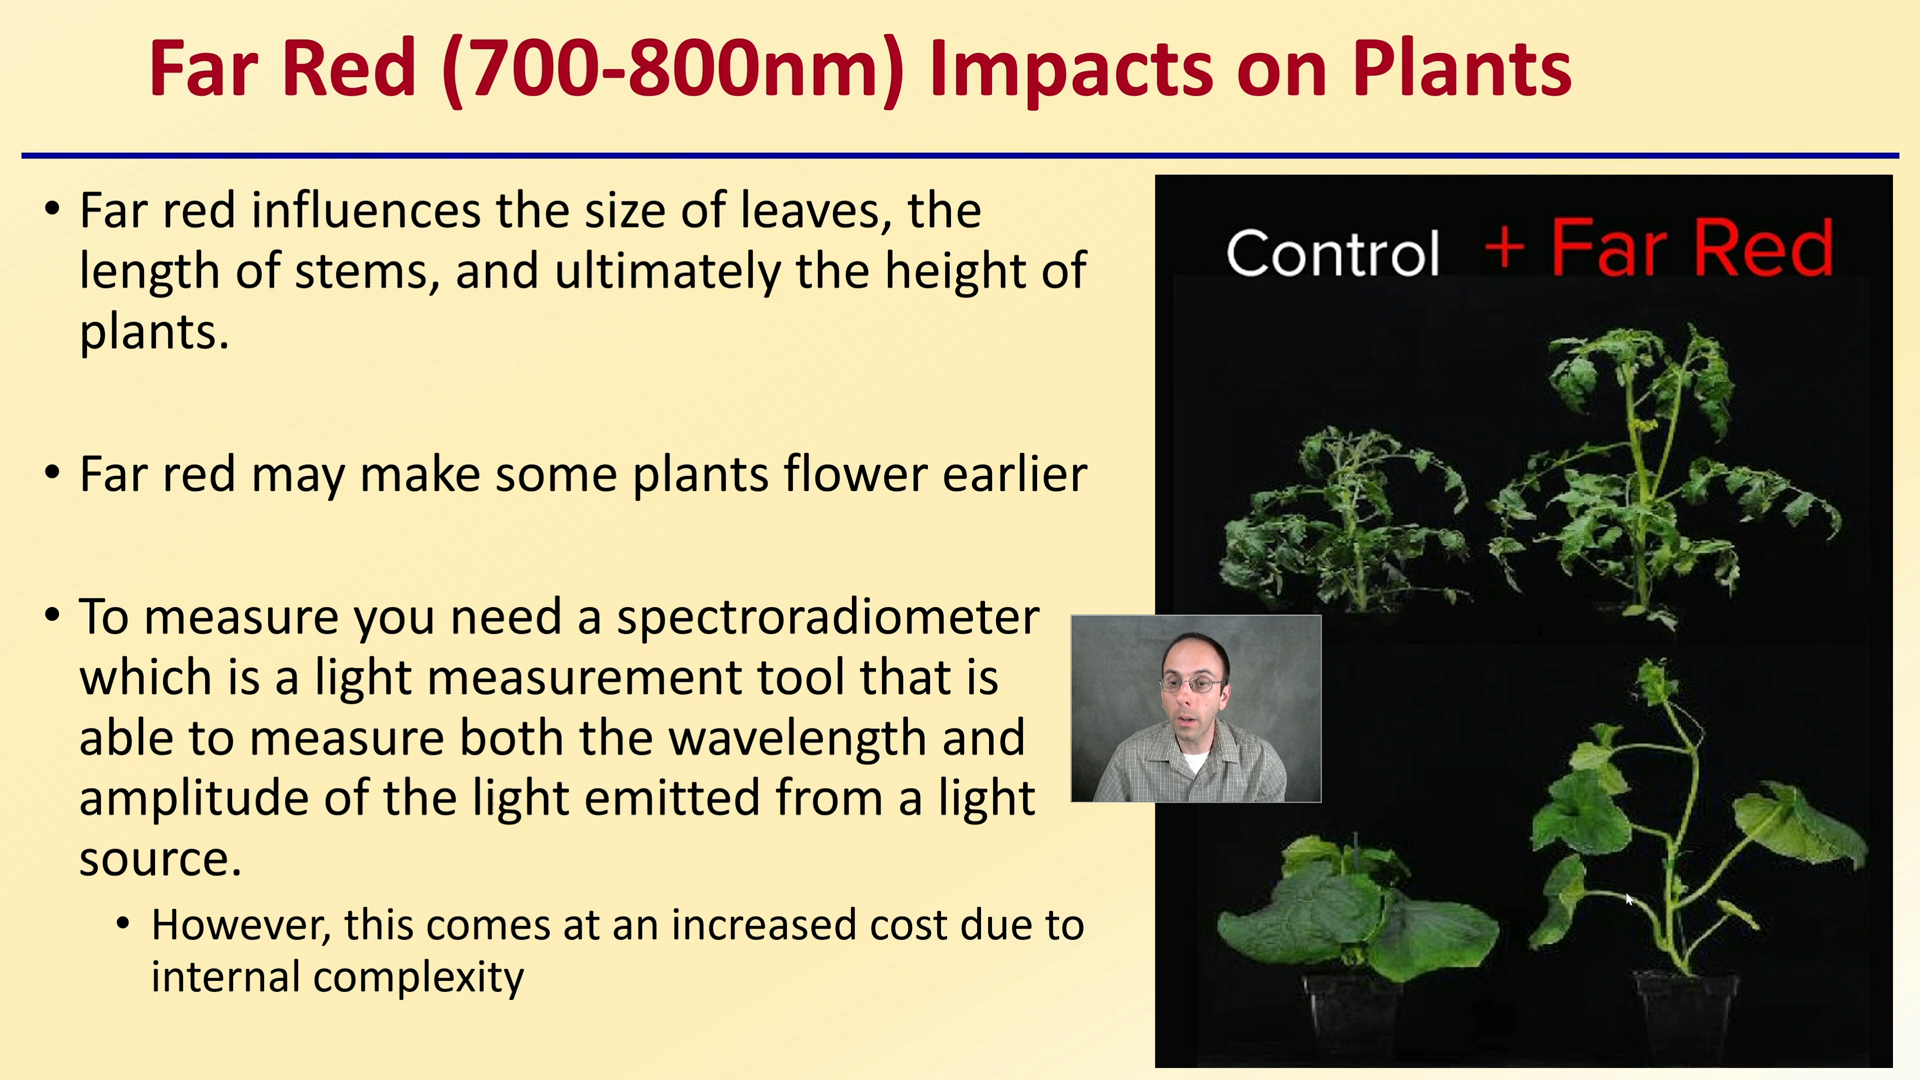 Far Red (700-800nm) Impacts on Plants
• Far red influences the size of leaves, the
length of stems, and ultimately the height of
plants.
• Far red may make some plants flower earlier
• To measure you need a spectroradiometer
which is a light measurement tool that is
able to measure both the wavelength and
amplitude of the light emitted from a light
source.
• However, this comes at an increased cost due to
internal complexity
Control + Far Red